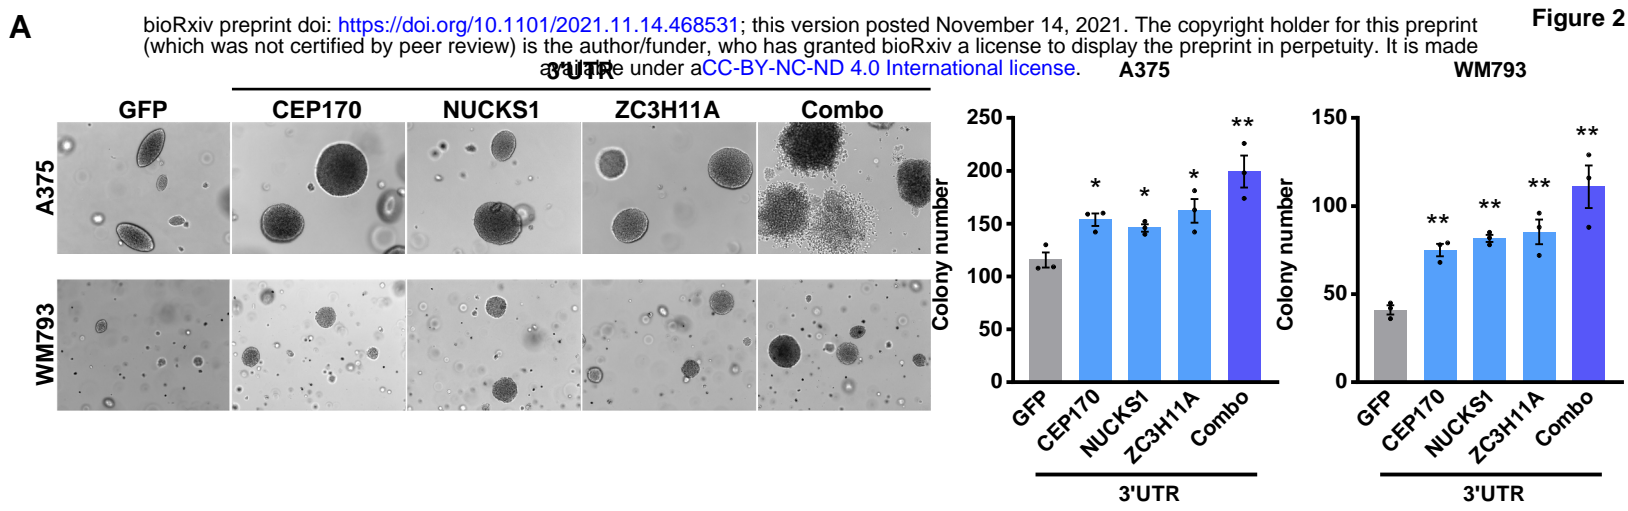 A
bioRxiv preprint doi: https://doi.org/10.1101/2021.11.14.468531; this version posted November 14, 2021. The copyright holder for this preprint
(which was not certified by peer review) is the author/funder, who has granted bioRxiv a license to display the preprint in perpetuity. It is made
available under aCC-BY-NC-ND 4.0 International license.
Figure 2
3'UTR
GFP CEP170 NUCKS1 ZC3H11A Combo
A375
WM793
A375
Colony number
250
200
150
100
50
0
* * * **
GFP CEP170 NUCKS1 ZC3H11A Combo
3'UTR
WM793
Colony number
150
100
50
0
** ** ** **
GFP CEP170 NUCKS1 ZC3H11A Combo
3'UTR